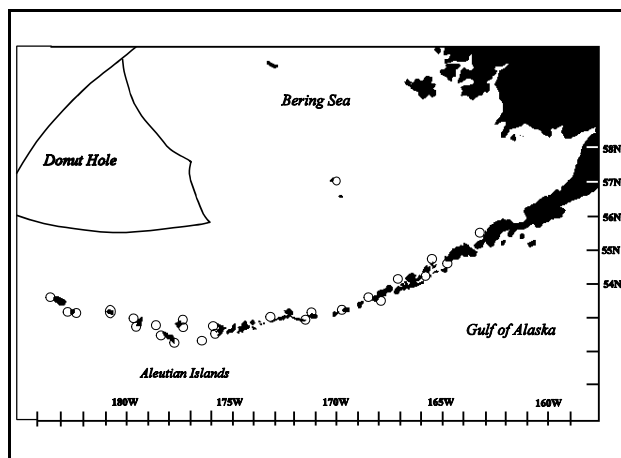 Bering Sea
Donut Hole
58N
57N
56N
55N
54N
Gulf of Alaska
Aleutian Islands
180W
175W
170W
165W
160W